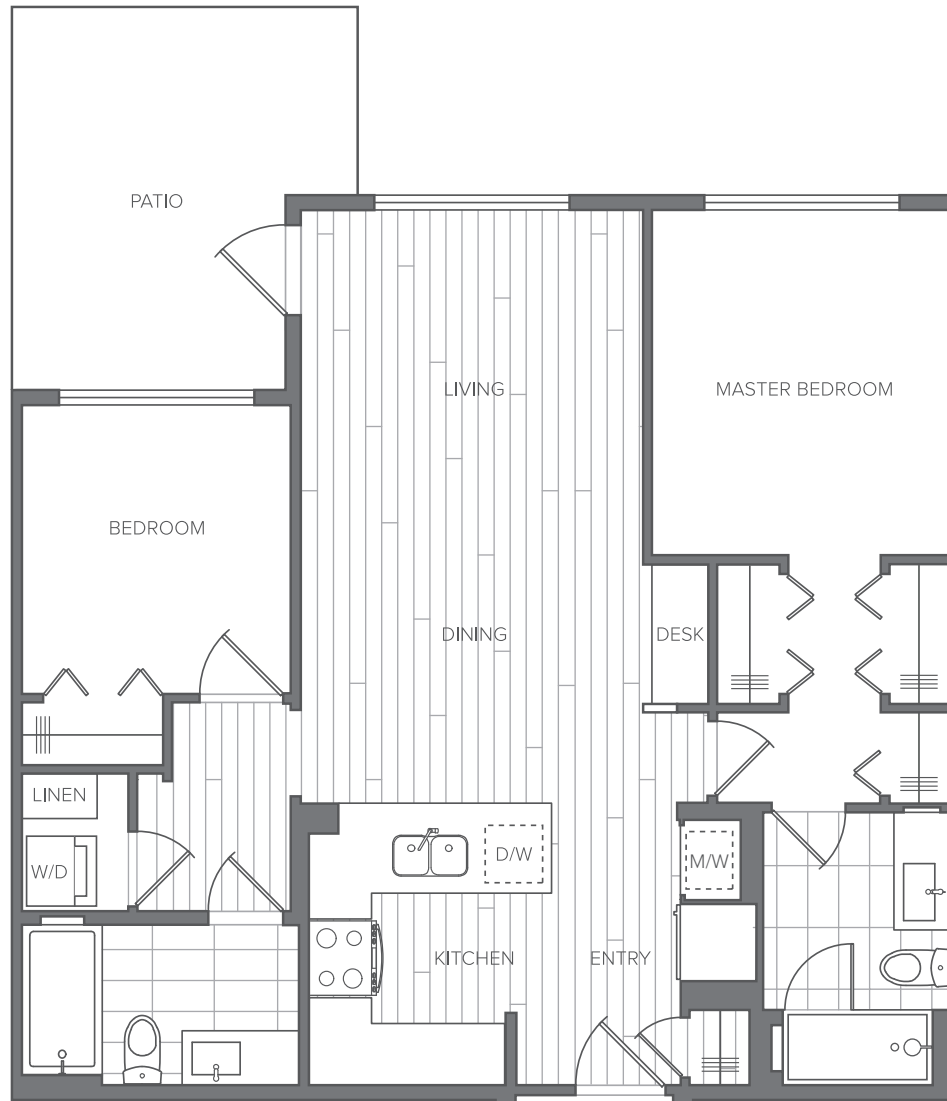 PATIO
LIVING
MASTER BEDROOM
BEDROOM
DINING
DESK
LINEN
W/D
D/W
M/W
KITCHEN
ENTRY